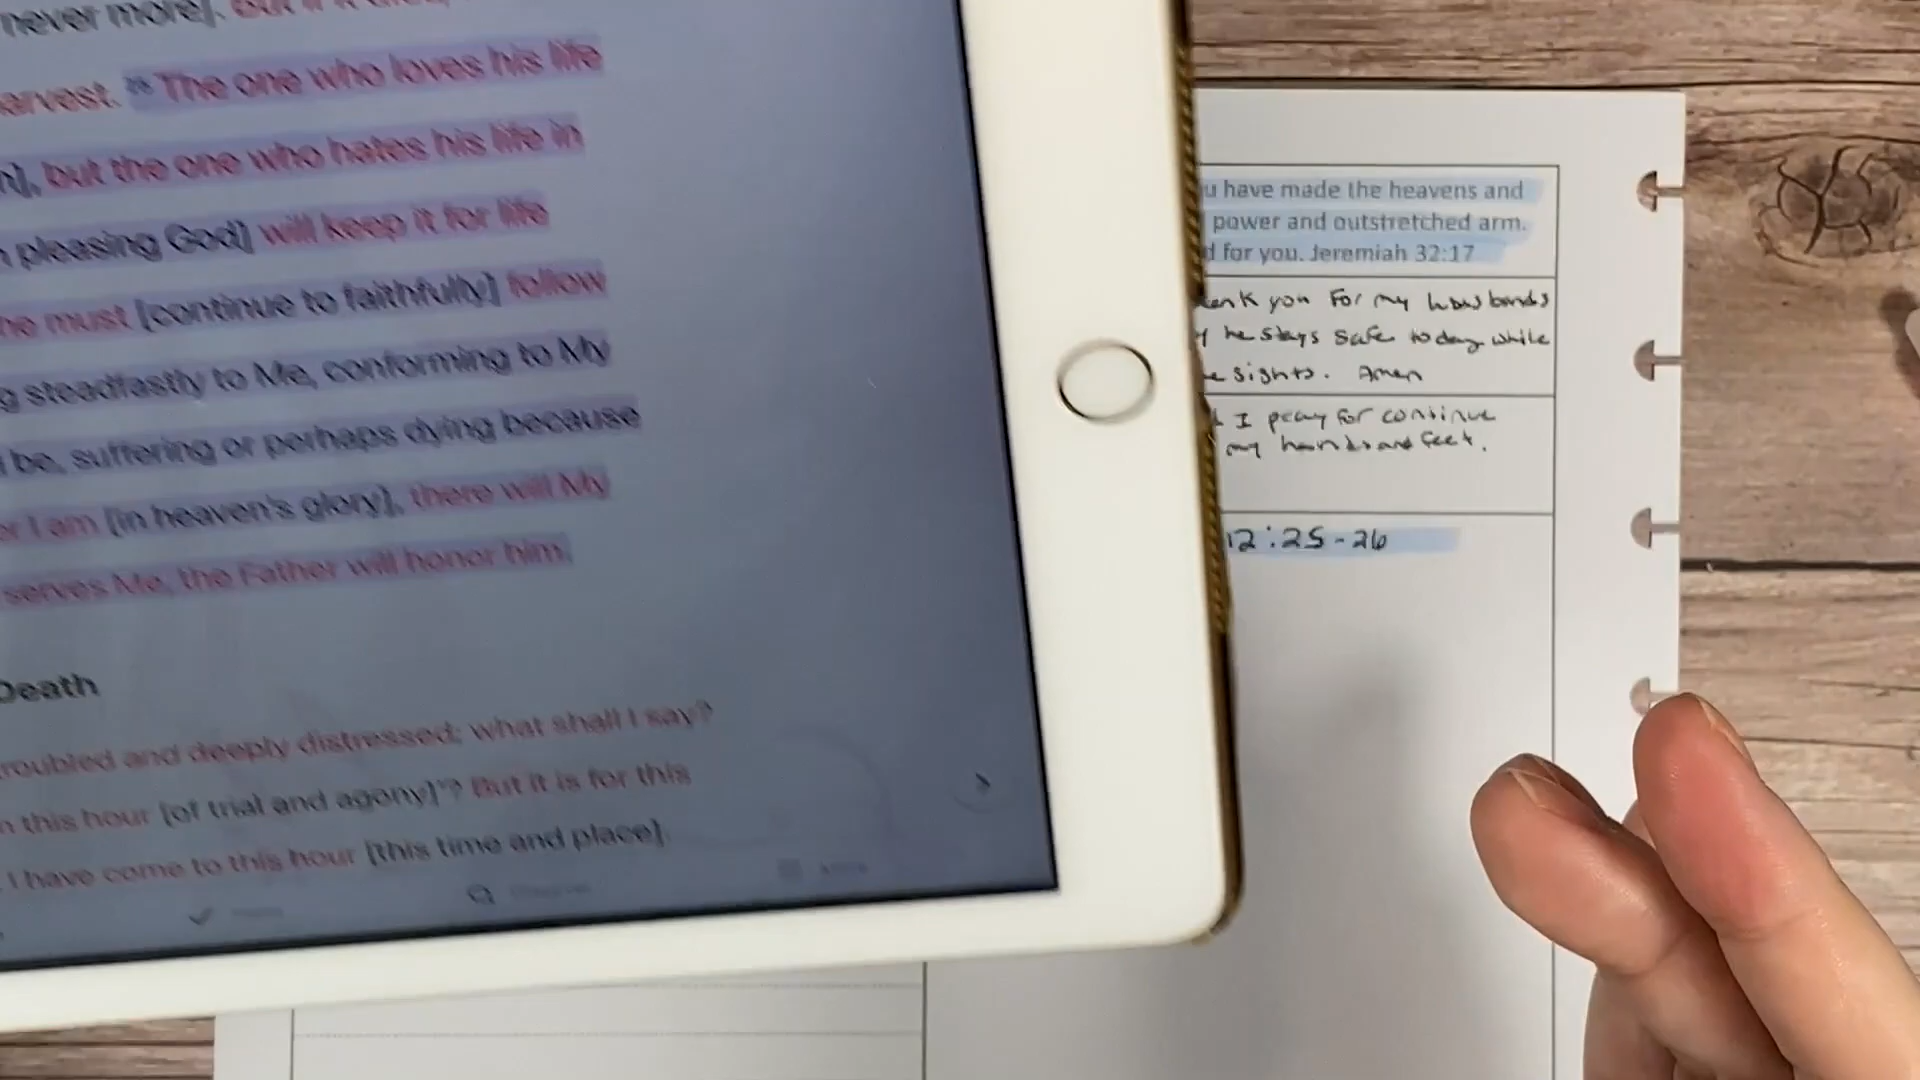 never more]. But if it dies,
arvest. 25 The one who loves his life
h], but the one who hates his life in
n pleasing God] will keep it for life
he must [continue to faithfully] follow
g steadfastly to Me, conforming to My
l be, suffering or perhaps dying because
er I am [in heaven's glory], there will My
serves Me, the Father will honor him.
Death
troubled and deeply distressed; what shall I say?
m this hour [of trial and agony]'? But it is for this
I have come to this hour [this time and place].
u have made the heavens and
power and outstretched arm.
d for you. Jeremiah 32:17
ank you For my husbands
y he stays safe today while
e sights. Amen
I pray for continue
my hands and feet.
12:25-26